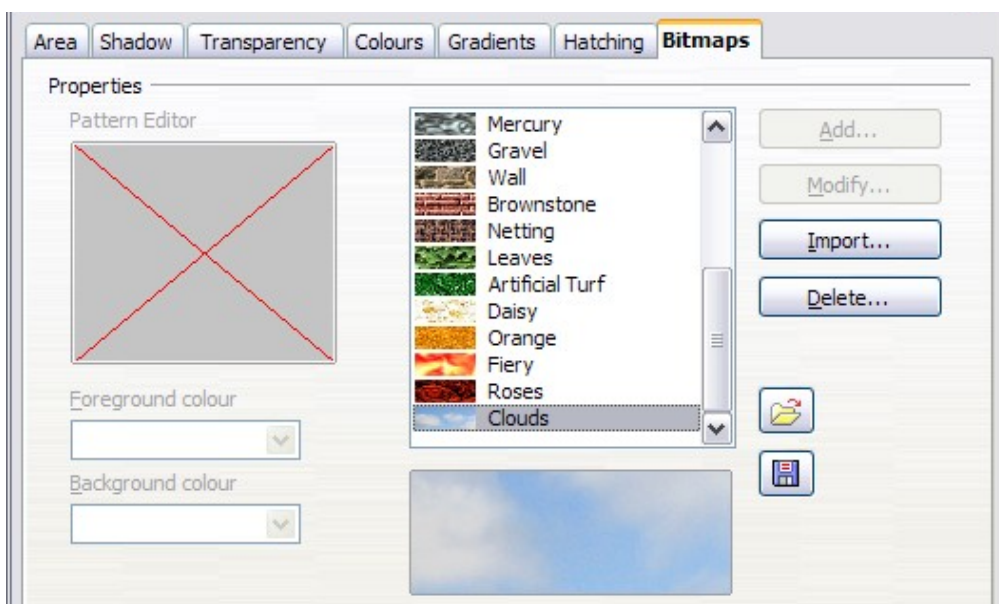 Area Shadow Transparency Colours Gradients Hatching Bitmaps
Properties
Pattern Editor
Mercury
Gravel
Wall
Brownstone
Netting
Leaves
Artificial Turf
Daisy
Orange
Fiery
Roses
Clouds
Add...
Modify...
Import...
Delete...
Foreground colour
Background colour